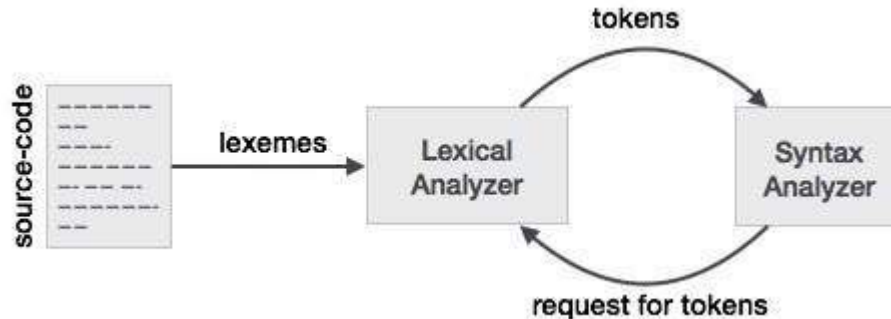 tokens
source-code
lexemes
Lexical
Analyzer
Syntax
Analyzer
request for tokens